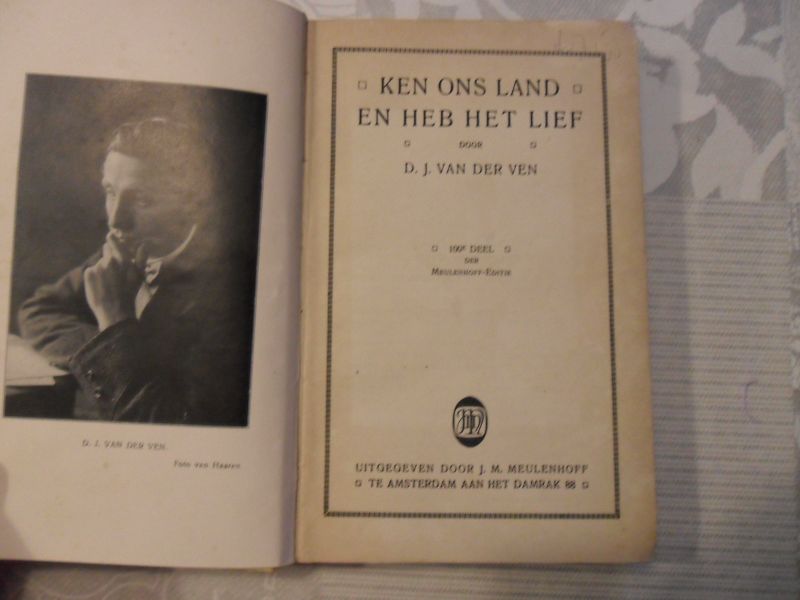 D. J. VAN DER VEN.
Foto van Haaren
KEN ONS LAND
EN HEB HET LIEF
DOOR
D. J. VAN DER VEN
100e DEEL
DER
MEULENHOFF-EDITIE
UITGEGEVEN DOOR J. M. MEULENHOFF
TE AMSTERDAM AAN HET DAMRAK 88